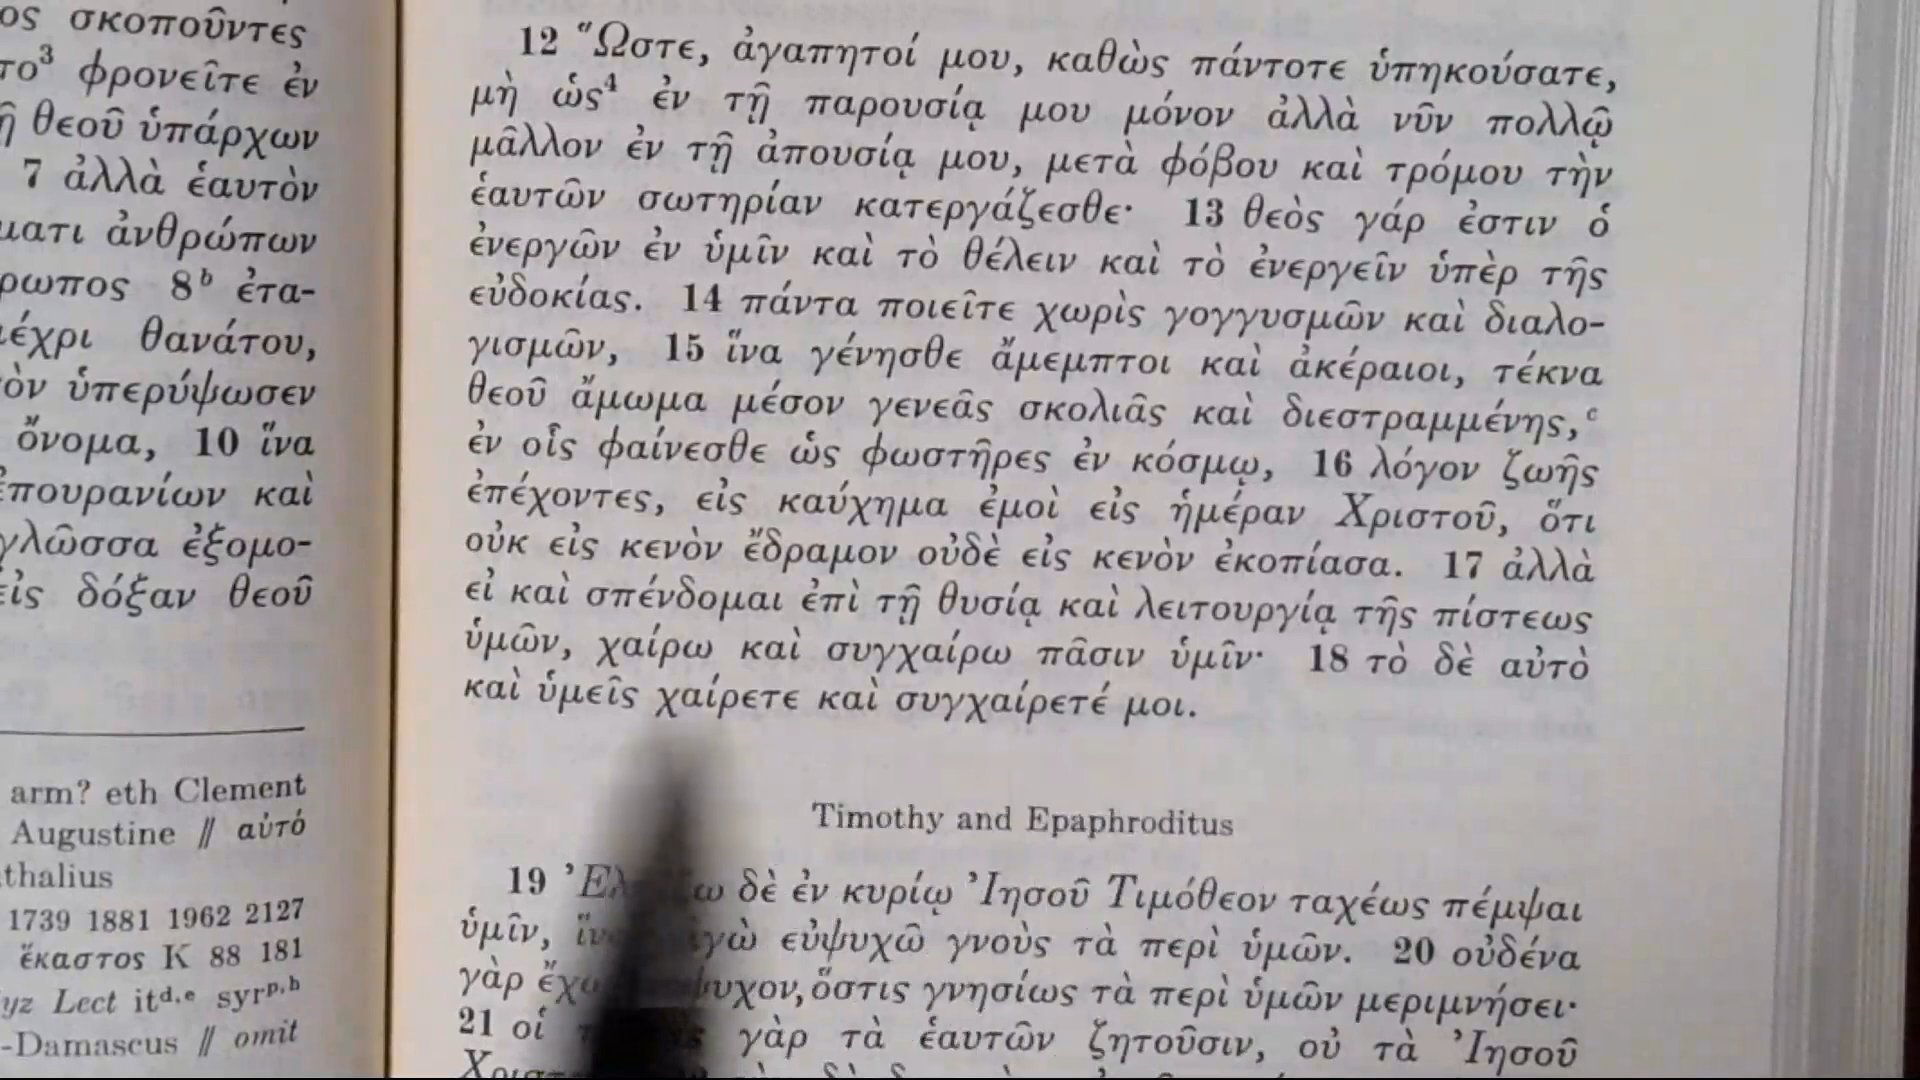 σκοποῦντες
το³ φρονεῖτε ἐν
ῇ θεοῦ ὑπάρχων
7 ἀλλὰ ἑαυτὸν
ματι ἀνθρώπων
ρωπος 8ᵇ ἐτα-
έχρι θανάτου,
ὸν ὑπερύψωσεν
ὄνομα, 10 ἵνα
πουρανίων καὶ
γλῶσσα ἐξομο-
εἰς δόξαν θεοῦ
arm? eth Clement
Augustine // αὐτό
thalius
1739 1881 1962 2127
ἕκαστος K 88 181
yz Lect itᵈ·ᵉ syrᵖ·ʰ
-Damascus // omit
12 Ὥστε, ἀγαπητοί μου, καθὼς πάντοτε ὑπηκούσατε,
μὴ ὡς⁴ ἐν τῇ παρουσίᾳ μου μόνον ἀλλὰ νῦν πολλῷ
μᾶλλον ἐν τῇ ἀπουσίᾳ μου, μετὰ φόβου καὶ τρόμου τὴν
ἑαυτῶν σωτηρίαν κατεργάζεσθε· 13 θεὸς γάρ ἐστιν ὁ
ἐνεργῶν ἐν ὑμῖν καὶ τὸ θέλειν καὶ τὸ ἐνεργεῖν ὑπὲρ τῆς
εὐδοκίας. 14 πάντα ποιεῖτε χωρὶς γογγυσμῶν καὶ διαλο-
γισμῶν, 15 ἵνα γένησθε ἄμεμπτοι καὶ ἀκέραιοι, τέκνα
θεοῦ ἄμωμα μέσον γενεᾶς σκολιᾶς καὶ διεστραμμένης,ᶜ
ἐν οἷς φαίνεσθε ὡς φωστῆρες ἐν κόσμῳ, 16 λόγον ζωῆς
ἐπέχοντες, εἰς καύχημα ἐμοὶ εἰς ἡμέραν Χριστοῦ, ὅτι
οὐκ εἰς κενὸν ἔδραμον οὐδὲ εἰς κενὸν ἐκοπίασα. 17 ἀλλὰ
εἰ καὶ σπένδομαι ἐπὶ τῇ θυσίᾳ καὶ λειτουργίᾳ τῆς πίστεως
ὑμῶν, χαίρω καὶ συγχαίρω πᾶσιν ὑμῖν· 18 τὸ δὲ αὐτὸ
καὶ ὑμεῖς χαίρετε καὶ συγχαίρετέ μοι.
Timothy and Epaphroditus
19 δὲ ἐν κυρίῳ Ἰησοῦ Τιμόθεον ταχέως πέμψαι
ὑμῖν, εὐψυχῶ γνοὺς τὰ περὶ ὑμῶν. 20 οὐδένα
γὰρ ὅστις γνησίως τὰ περὶ ὑμῶν μεριμνήσει·
21 οἱ γὰρ τὰ ἑαυτῶν ζητοῦσιν, οὐ τὰ Ἰησοῦ